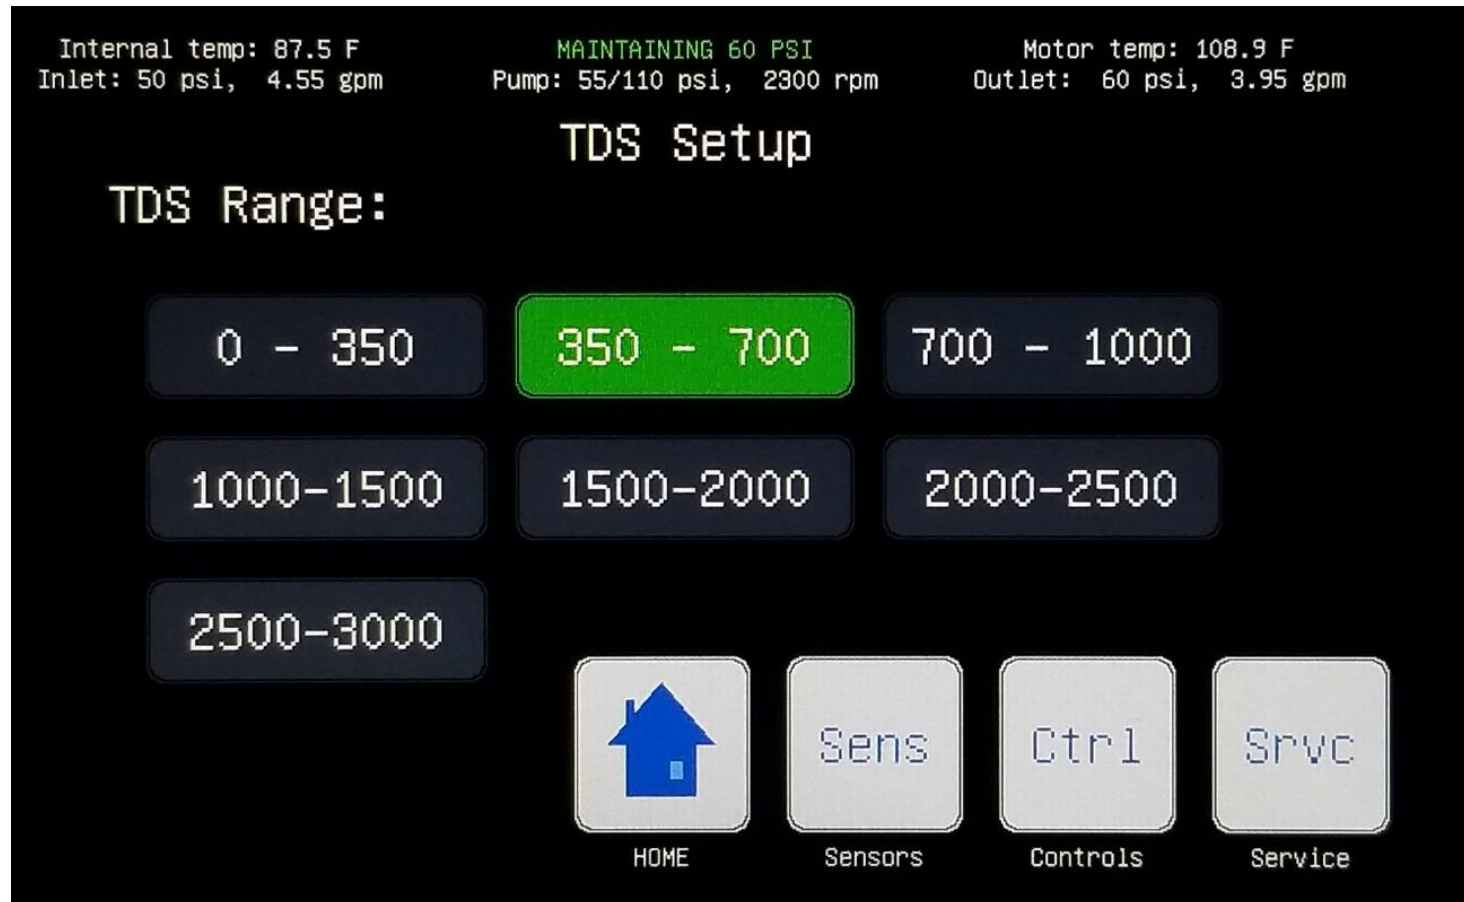 Internal temp: 87.5 F MAINTAINING 60 PSI Motor temp: 108.9 F
Inlet: 50 psi, 4.55 gpm Pump: 55/110 psi, 2300 rpm Outlet: 60 psi, 3.95 gpm
TDS Setup
TDS Range:
0 - 350 350 - 700 700 - 1000
1000-1500 1500-2000 2000-2500
2500-3000
Sens Ctrl Srvc
HOME Sensors Controls Service